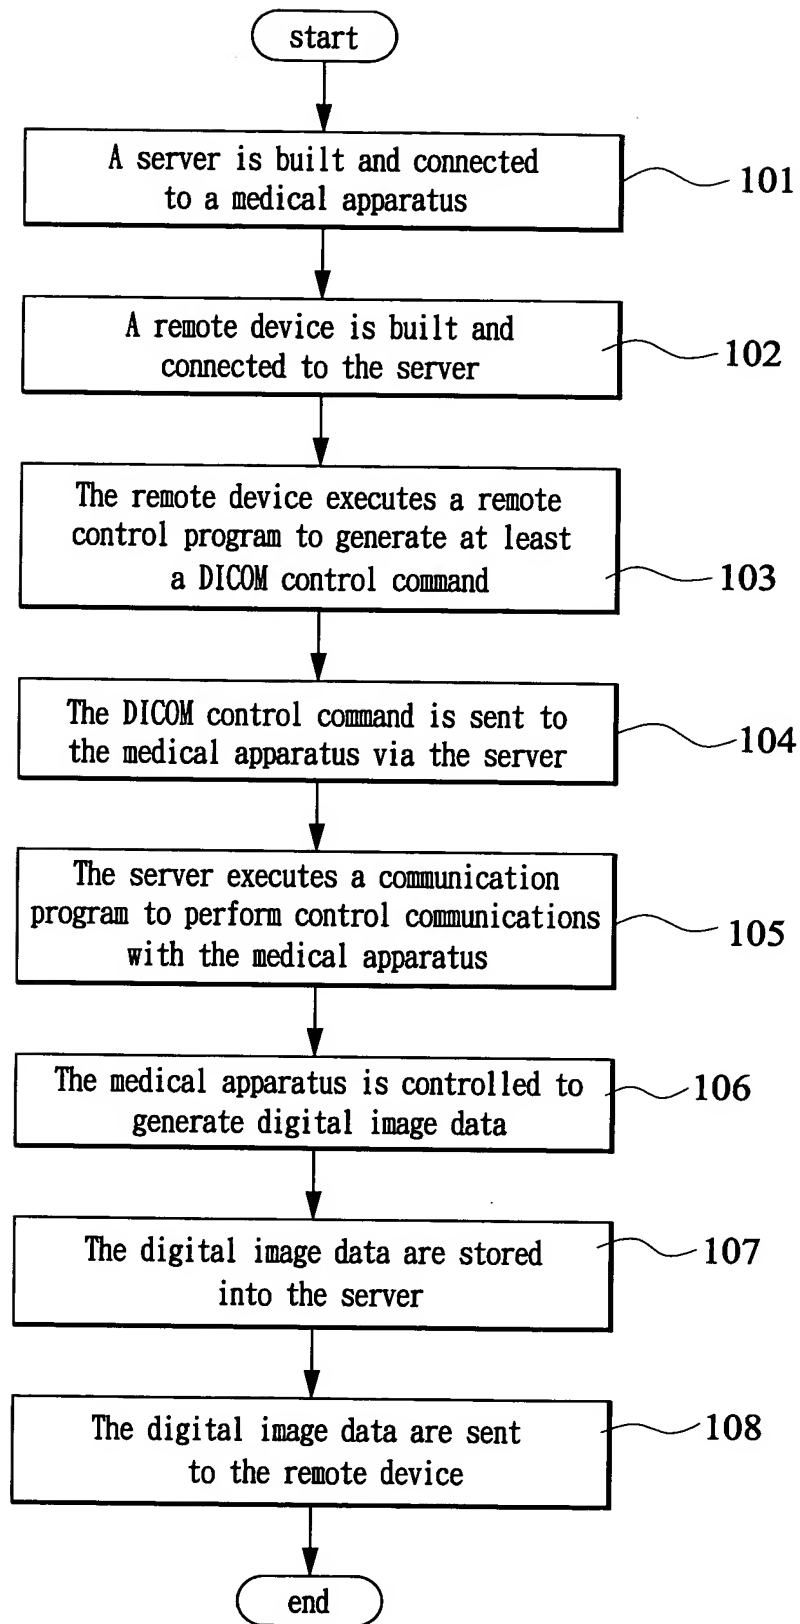 start
A server is built and connected
to a medical apparatus
101
A remote device is built and
connected to the server
102
The remote device executes a remote
control program to generate at least
a DICOM control command
103
The DICOM control command is sent to
the medical apparatus via the server
104
The server executes a communication
program to perform control communications
with the medical apparatus
105
The medical apparatus is controlled to
generate digital image data
106
The digital image data are stored
into the server
107
The digital image data are sent
to the remote device
108
end